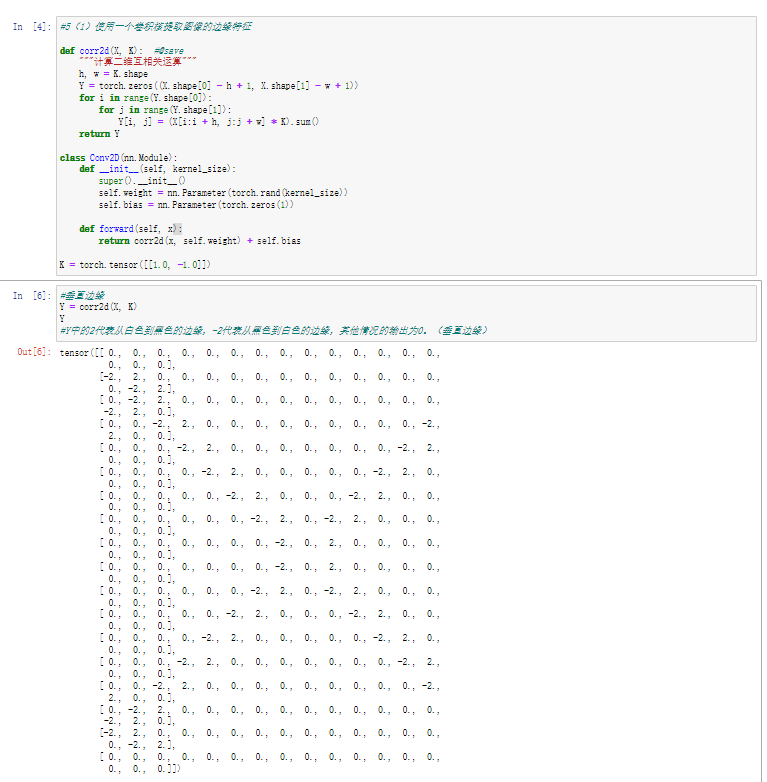 In [4]: #5（1）使用一个卷积核提取图像的边缘特征
def corr2d(X, K):  #@save
"""计算二维互相关运算"""
h, w = K.shape
Y = torch.zeros((X.shape[0] - h + 1, X.shape[1] - w + 1))
for i in range(Y.shape[0]):
for j in range(Y.shape[1]):
Y[i, j] = (X[i:i + h, j:j + w] * K).sum()
return Y
class Conv2D(nn.Module):
def __init__(self, kernel_size):
super().__init__()
self.weight = nn.Parameter(torch.rand(kernel_size))
self.bias = nn.Parameter(torch.zeros(1))
def forward(self, x):
return corr2d(x, self.weight) + self.bias
K = torch.tensor([[1.0, -1.0]])
In [6]: #垂直边缘
Y = corr2d(X, K)
Y
#Y中的2代表从白色到黑色的边缘，-2代表从黑色到白色的边缘，其他情况的输出为0。（垂直边缘）
Out[6]: tensor([[ 0., 0., 0., 0., 0., 0., 0., 0., 0., 0., 0., 0., 0., 0.,
0., 0., 0.],
[-2., 2., 0., 0., 0., 0., 0., 0., 0., 0., 0., 0., 0., 0.,
0., -2., 2.],
[ 0., -2., 2., 0., 0., 0., 0., 0., 0., 0., 0., 0., 0., 0.,
-2., 2., 0.],
[ 0., 0., -2., 2., 0., 0., 0., 0., 0., 0., 0., 0., 0., -2.,
2., 0., 0.],
[ 0., 0., 0., -2., 2., 0., 0., 0., 0., 0., 0., 0., -2., 2.,
0., 0., 0.],
[ 0., 0., 0., 0., -2., 2., 0., 0., 0., 0., 0., -2., 2., 0.,
0., 0., 0.],
[ 0., 0., 0., 0., 0., -2., 2., 0., 0., 0., -2., 2., 0., 0.,
0., 0., 0.],
[ 0., 0., 0., 0., 0., 0., -2., 2., 0., -2., 2., 0., 0., 0.,
0., 0., 0.],
[ 0., 0., 0., 0., 0., 0., 0., -2., 0., 2., 0., 0., 0., 0.,
0., 0., 0.],
[ 0., 0., 0., 0., 0., 0., 0., -2., 0., 2., 0., 0., 0., 0.,
0., 0., 0.],
[ 0., 0., 0., 0., 0., 0., -2., 2., 0., -2., 2., 0., 0., 0.,
0., 0., 0.],
[ 0., 0., 0., 0., 0., -2., 2., 0., 0., 0., -2., 2., 0., 0.,
0., 0., 0.],
[ 0., 0., 0., 0., -2., 2., 0., 0., 0., 0., 0., -2., 2., 0.,
0., 0., 0.],
[ 0., 0., 0., -2., 2., 0., 0., 0., 0., 0., 0., 0., -2., 2.,
0., 0., 0.],
[ 0., 0., -2., 2., 0., 0., 0., 0., 0., 0., 0., 0., 0., -2.,
2., 0., 0.],
[ 0., -2., 2., 0., 0., 0., 0., 0., 0., 0., 0., 0., 0., 0.,
-2., 2., 0.],
[-2., 2., 0., 0., 0., 0., 0., 0., 0., 0., 0., 0., 0., 0.,
0., -2., 2.],
[ 0., 0., 0., 0., 0., 0., 0., 0., 0., 0., 0., 0., 0., 0.,
0., 0., 0.]])